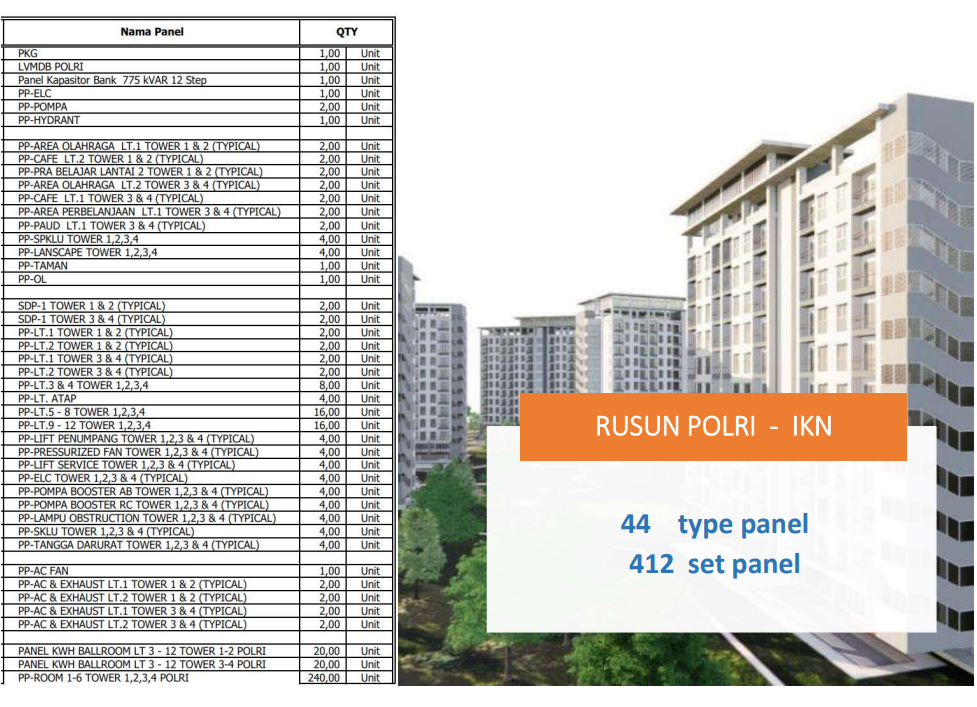 Nama Panel QTY
PKG 1,00 Unit
LVMDB POLRI 1,00 Unit
Panel Kapasitor Bank 775 kVAR 12 Step 1,00 Unit
PP-ELC 1,00 Unit
PP-POMPA 2,00 Unit
PP-HYDRANT 1,00 Unit
PP-AREA OLAHRAGA LT.1 TOWER 1 & 2 (TYPICAL) 2,00 Unit
PP-CAFE LT.2 TOWER 1 & 2 (TYPICAL) 2,00 Unit
PP-PRA BELAJAR LANTAI 2 TOWER 1 & 2 (TYPICAL) 2,00 Unit
PP-AREA OLAHRAGA LT.2 TOWER 3 & 4 (TYPICAL) 2,00 Unit
PP-CAFE LT.1 TOWER 3 & 4 (TYPICAL) 2,00 Unit
PP-AREA PERBELANJAAN LT.1 TOWER 3 & 4 (TYPICAL) 2,00 Unit
PP-PAUD LT.1 TOWER 3 & 4 (TYPICAL) 2,00 Unit
PP-SPKLU TOWER 1,2,3,4 4,00 Unit
PP-LANSCAPE TOWER 1,2,3,4 4,00 Unit
PP-TAMAN 1,00 Unit
PP-OL 1,00 Unit
SDP-1 TOWER 1 & 2 (TYPICAL) 2,00 Unit
SDP-1 TOWER 3 & 4 (TYPICAL) 2,00 Unit
PP-LT.1 TOWER 1 & 2 (TYPICAL) 2,00 Unit
PP-LT.2 TOWER 1 & 2 (TYPICAL) 2,00 Unit
PP-LT.1 TOWER 3 & 4 (TYPICAL) 2,00 Unit
PP-LT.2 TOWER 3 & 4 (TYPICAL) 2,00 Unit
PP-LT.3 & 4 TOWER 1,2,3,4 8,00 Unit
PP-LT. ATAP 4,00 Unit
PP-LT.5 - 8 TOWER 1,2,3,4 16,00 Unit
PP-LT.9 - 12 TOWER 1,2,3,4 16,00 Unit
PP-LIFT PENUMPANG TOWER 1,2,3 & 4 (TYPICAL) 4,00 Unit
PP-PRESSURIZED FAN TOWER 1,2,3 & 4 (TYPICAL) 4,00 Unit
PP-LIFT SERVICE TOWER 1,2,3 & 4 (TYPICAL) 4,00 Unit
PP-ELC TOWER 1,2,3 & 4 (TYPICAL) 4,00 Unit
PP-POMPA BOOSTER AB TOWER 1,2,3 & 4 (TYPICAL) 4,00 Unit
PP-POMPA BOOSTER RC TOWER 1,2,3 & 4 (TYPICAL) 4,00 Unit
PP-LAMPU OBSTRUCTION TOWER 1,2,3 & 4 (TYPICAL) 4,00 Unit
PP-SKLU TOWER 1,2,3 & 4 (TYPICAL) 4,00 Unit
PP-TANGGA DARURAT TOWER 1,2,3 & 4 (TYPICAL) 4,00 Unit
PP-AC FAN 1,00 Unit
PP-AC & EXHAUST LT.1 TOWER 1 & 2 (TYPICAL) 2,00 Unit
PP-AC & EXHAUST LT.2 TOWER 1 & 2 (TYPICAL) 2,00 Unit
PP-AC & EXHAUST LT.1 TOWER 3 & 4 (TYPICAL) 2,00 Unit
PP-AC & EXHAUST LT.2 TOWER 3 & 4 (TYPICAL) 2,00 Unit
PANEL KWH BALLROOM LT 3 - 12 TOWER 1-2 POLRI 20,00 Unit
PANEL KWH BALLROOM LT 3 - 12 TOWER 3-4 POLRI 20,00 Unit
PP-ROOM 1-6 TOWER 1,2,3,4 POLRI 240,00 Unit
RUSUN POLRI - IKN
44 type panel
412 set panel